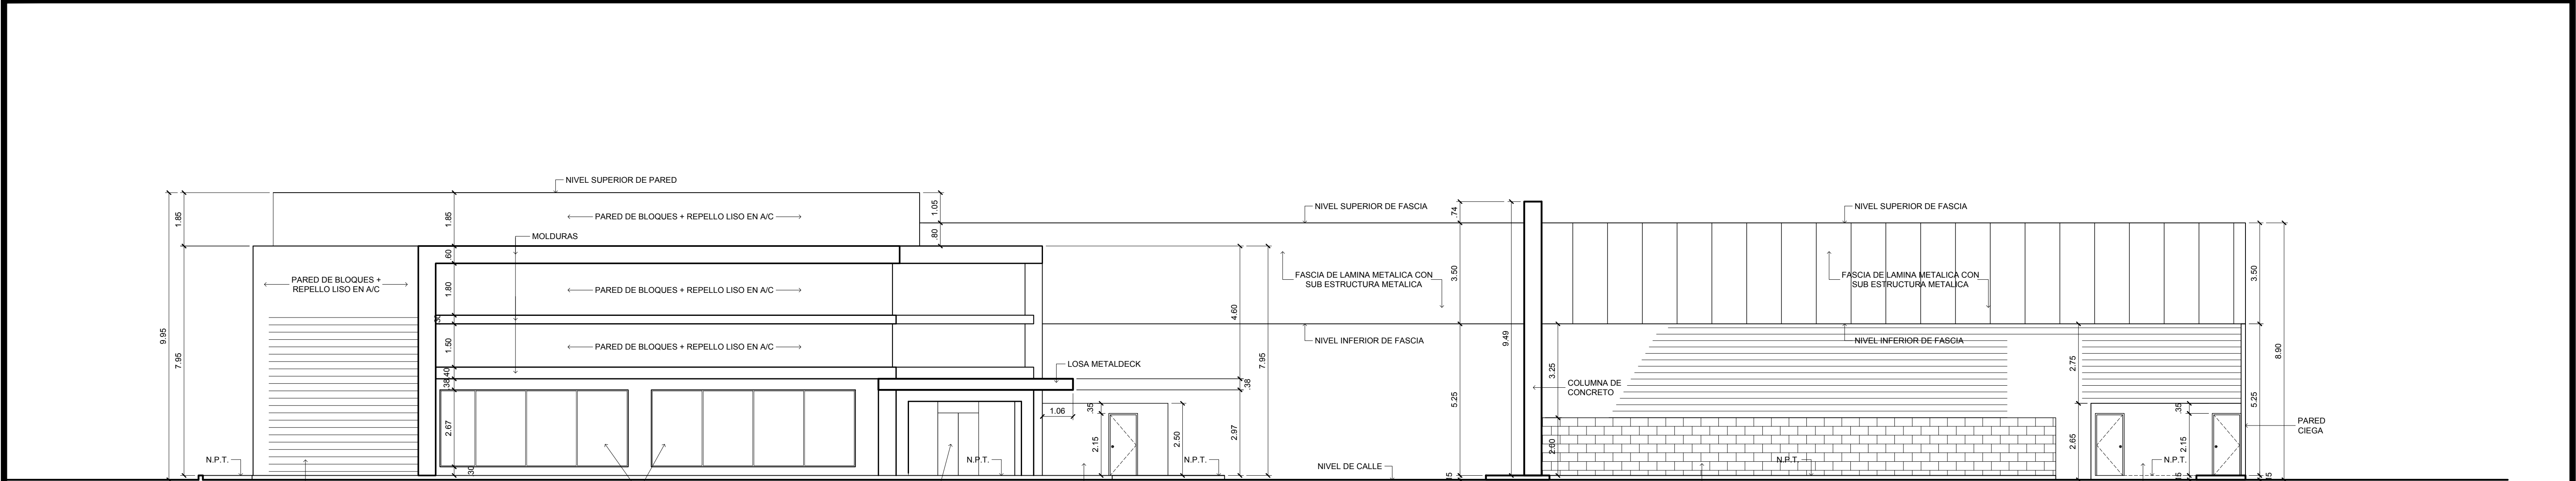 NIVEL SUPERIOR DE PARED
1.85
1.85
PARED DE BLOQUES + REPELLO LISO EN A/C
1.05
NIVEL SUPERIOR DE FASCIA
.74
NIVEL SUPERIOR DE FASCIA
MOLDURAS
.80
.60
PARED DE BLOQUES +
REPELLO LISO EN A/C
1.80
PARED DE BLOQUES + REPELLO LISO EN A/C
FASCIA DE LAMINA METALICA CON
SUB ESTRUCTURA METALICA
3.50
FASCIA DE LAMINA METALICA CON
SUB ESTRUCTURA METALICA
3.50
9.95
7.95
.30
4.60
9.49
NIVEL INFERIOR DE FASCIA
NIVEL INFERIOR DE FASCIA
1.50
PARED DE BLOQUES + REPELLO LISO EN A/C
8.90
LOSA METALDECK
7.95
.40
.38
.38
3.25
2.75
COLUMNA DE
CONCRETO
5.25
5.25
1.06
.35
.35
2.67
2.15
2.50
2.97
2.60
2.65
2.15
PARED
CIEGA
N.P.T.
.30
N.P.T.
N.P.T.
NIVEL DE CALLE
N.P.T.
N.P.T.